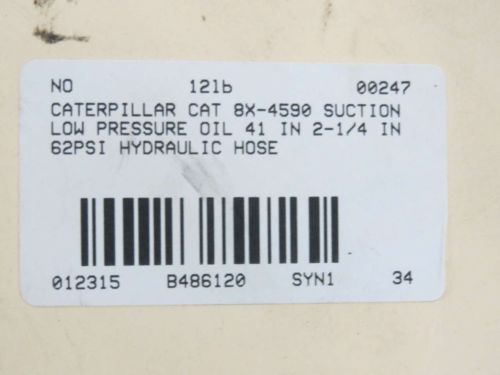 NO 12lb 00247
CATERPILLAR CAT 8X-4590 SUCTION
LOW PRESSURE OIL 41 IN 2-1/4 IN
62PSI HYDRAULIC HOSE
012315 B486120 SYN1 34